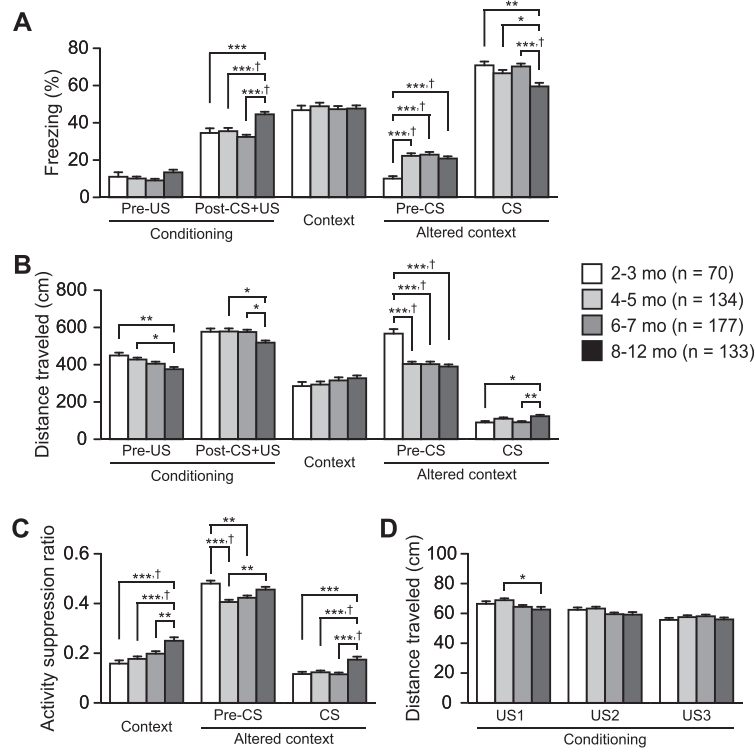 A
Freezing (%)
80
60
40
20
0
***
***,†
***,†
***,†
***,†
***,†
**
*
***,†
Pre-US
Post-CS+US
Context
Pre-CS
CS
Conditioning
Altered context
B
Distance traveled (cm)
800
600
400
200
0
**
*
*
*
***,†
***,†
***,†
*
**
Pre-US
Post-CS+US
Context
Pre-CS
CS
Conditioning
Altered context
2-3 mo (n = 70)
4-5 mo (n = 134)
6-7 mo (n = 177)
8-12 mo (n = 133)
C
Activity suppression ratio
0.6
0.4
0.2
0
***,†
***,†
**
**
***,†
**
***
***,†
***,†
Context
Pre-CS
CS
Altered context
D
Distance traveled (cm)
100
80
60
40
20
0
*
US1
US2
US3
Conditioning